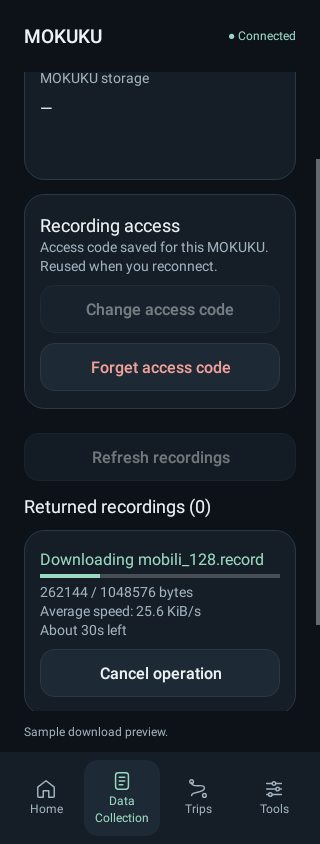 MOKUKU
Connected
MOKUKU storage
—
Recording access
Access code saved for this MOKUKU.
Reused when you reconnect.
Change access code
Forget access code
Refresh recordings
Returned recordings (0)
Downloading mobili_128.record
262144 / 1048576 bytes
Average speed: 25.6 KiB/s
About 30s left
Cancel operation
Sample download preview.
Home
Data
Collection
Trips
Tools